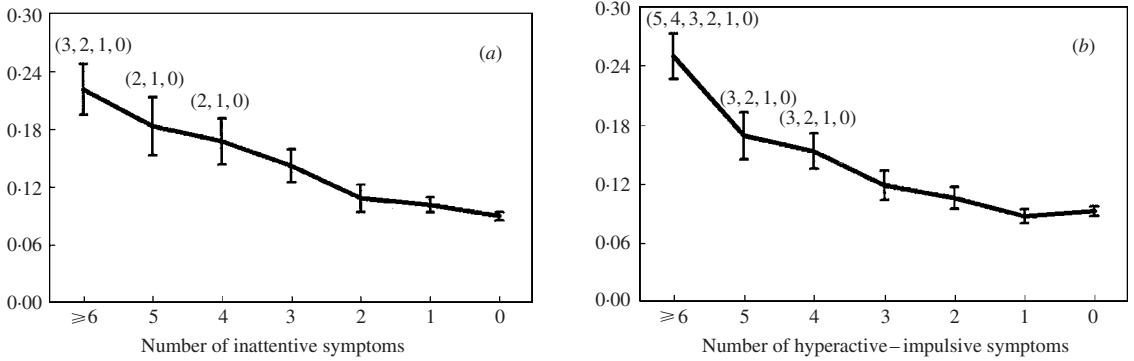 0·30
(3, 2, 1, 0)
(a)
0·24
(2, 1, 0)
(2, 1, 0)
0·18
0·12
0·06
0·00
⩾6 5 4 3 2 1 0
Number of inattentive symptoms
0·30
(5, 4, 3, 2, 1, 0)
(b)
0·24
(3, 2, 1, 0)
(3, 2, 1, 0)
0·18
0·12
0·06
0·00
⩾6 5 4 3 2 1 0
Number of hyperactive–impulsive symptoms